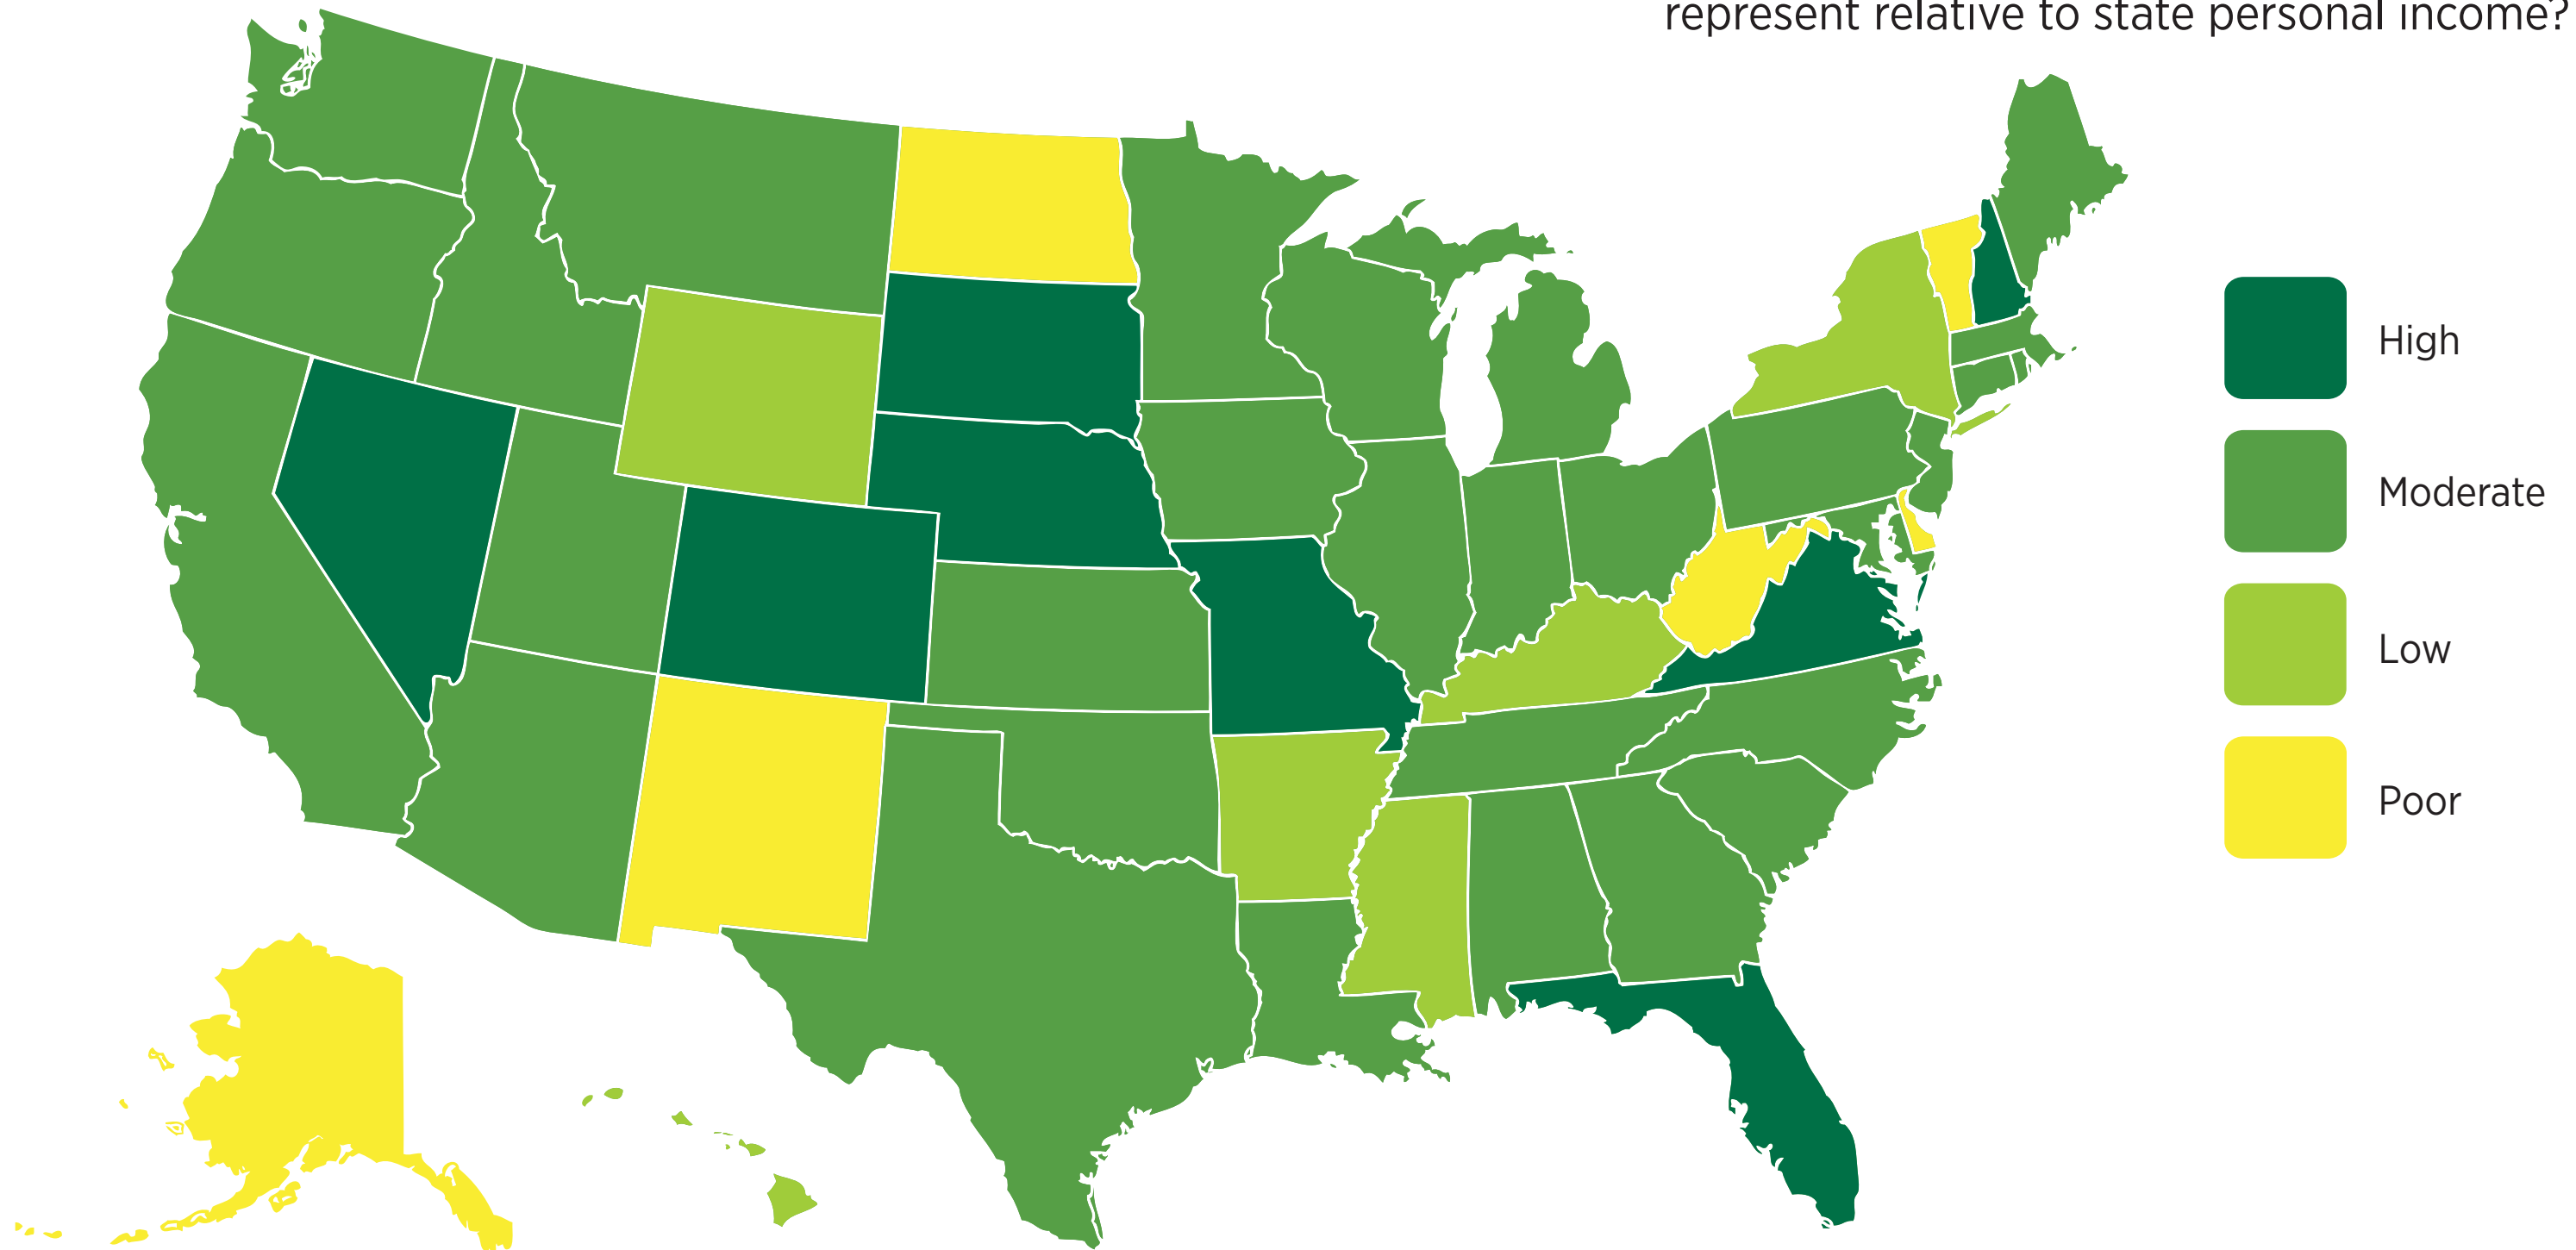 represent relative to state personal income?
High
Moderate
Low
Poor